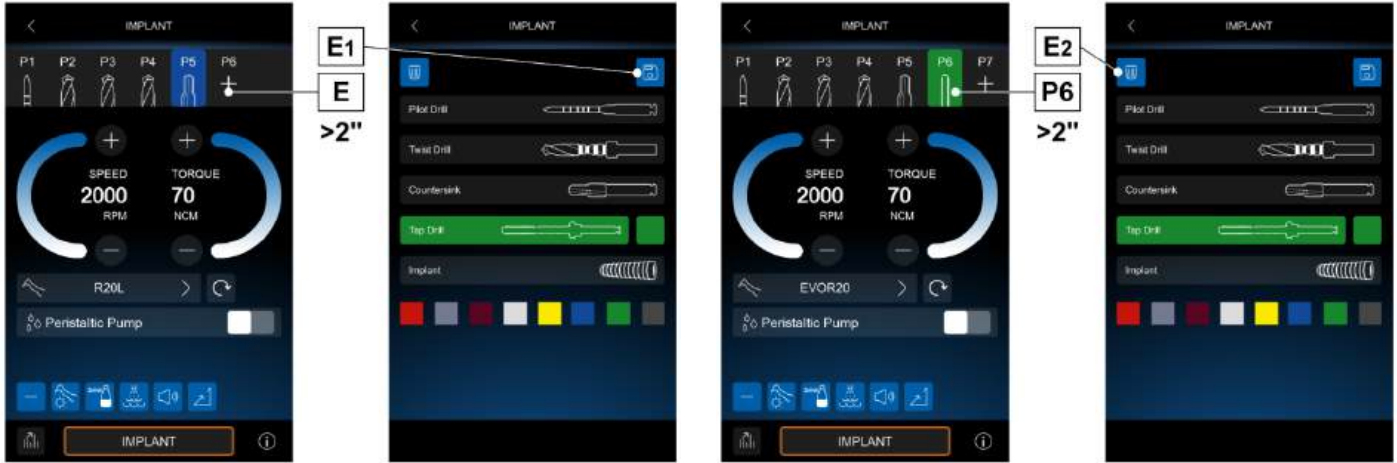 IMPLANT
P1 P2 P3 P4 P5 P6
SPEED TORQUE
2000 70
RPM NCM
R20L
Peristaltic Pump
IMPLANT
E1
E
>2"
IMPLANT
Pilot Drill
Twist Drill
Countersink
Tap Drill
Implant
IMPLANT
P1 P2 P3 P4 P5 P6 P7
SPEED TORQUE
2000 70
RPM NCM
EVOR20
Peristaltic Pump
IMPLANT
E2
P6
>2"
IMPLANT
Pilot Drill
Twist Drill
Countersink
Tap Drill
Implant